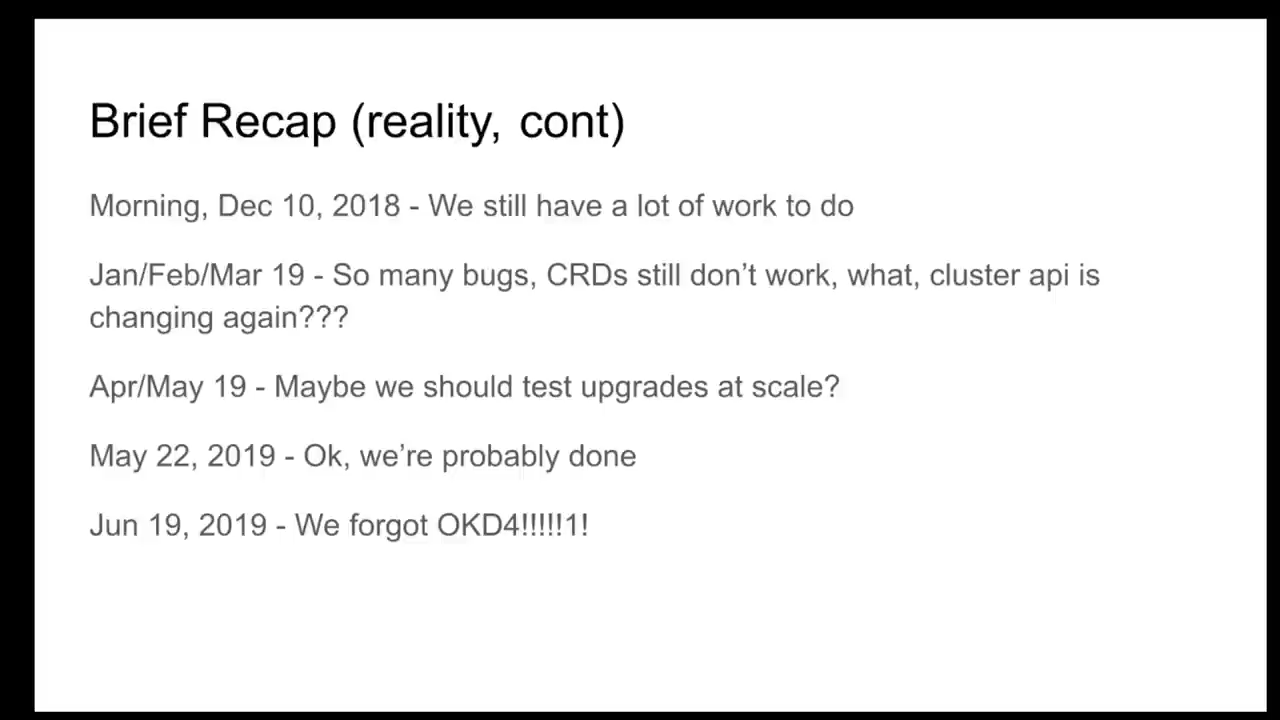 Brief Recap (reality, cont)
Morning, Dec 10, 2018 - We still have a lot of work to do
Jan/Feb/Mar 19 - So many bugs, CRDs still don’t work, what, cluster api is
changing again???
Apr/May 19 - Maybe we should test upgrades at scale?
May 22, 2019 - Ok, we’re probably done
Jun 19, 2019 - We forgot OKD4!!!!!1!